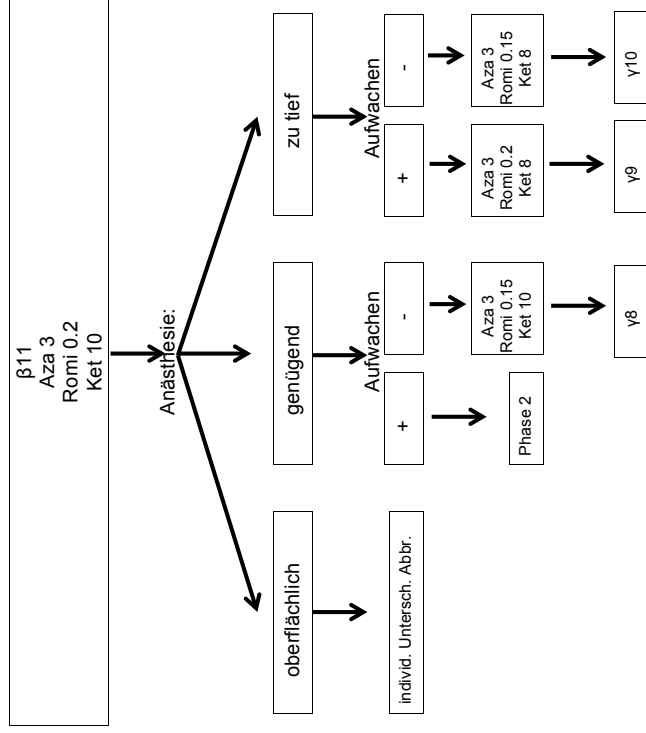 β11
Aza 3
Romi 0.2
Ket 10
Anästhesie:
oberflächlich
genügend
zu tief
individ. Untersch. Abbr.
Aufwachen
+
-
Aufwachen
+
-
Phase 2
Aza 3
Romi 0.15
Ket 10
Aza 3
Romi 0.2
Ket 8
Aza 3
Romi 0.15
Ket 8
γ8
γ9
γ10